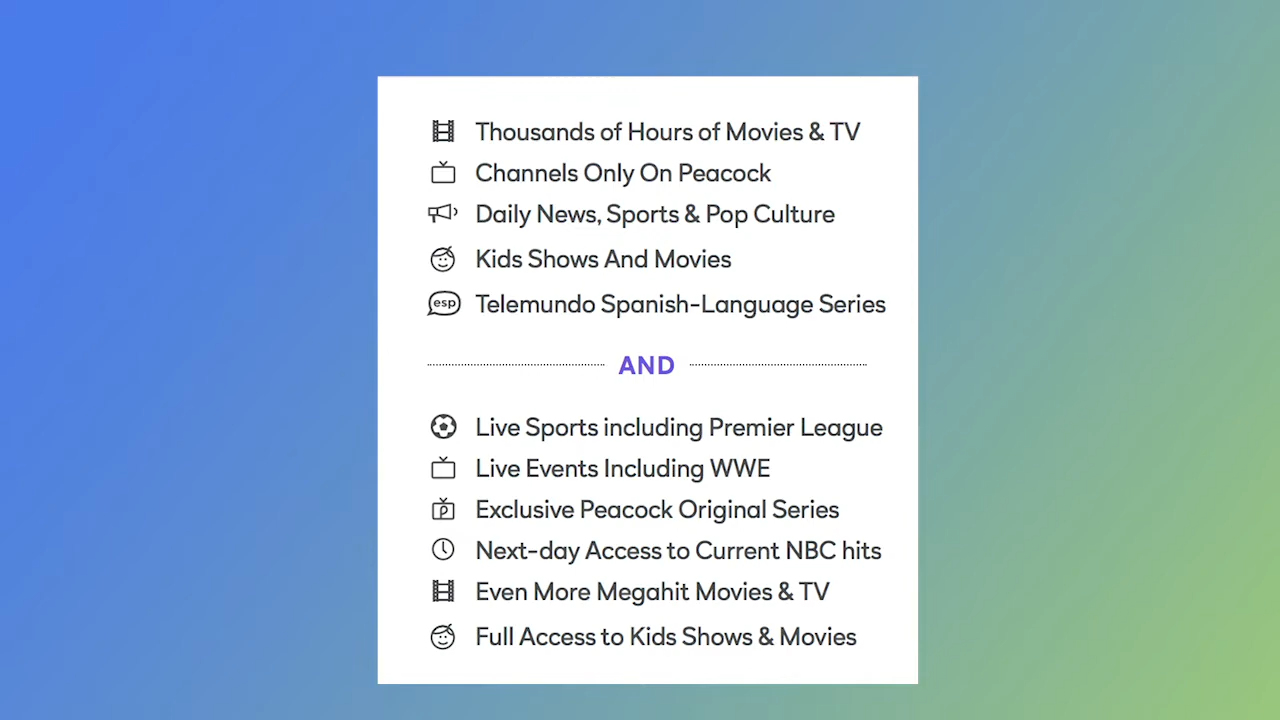 Thousands of Hours of Movies & TV
Channels Only On Peacock
Daily News, Sports & Pop Culture
Kids Shows And Movies
esp Telemundo Spanish-Language Series
AND
Live Sports including Premier League
Live Events Including WWE
Exclusive Peacock Original Series
Next-day Access to Current NBC hits
Even More Megahit Movies & TV
Full Access to Kids Shows & Movies